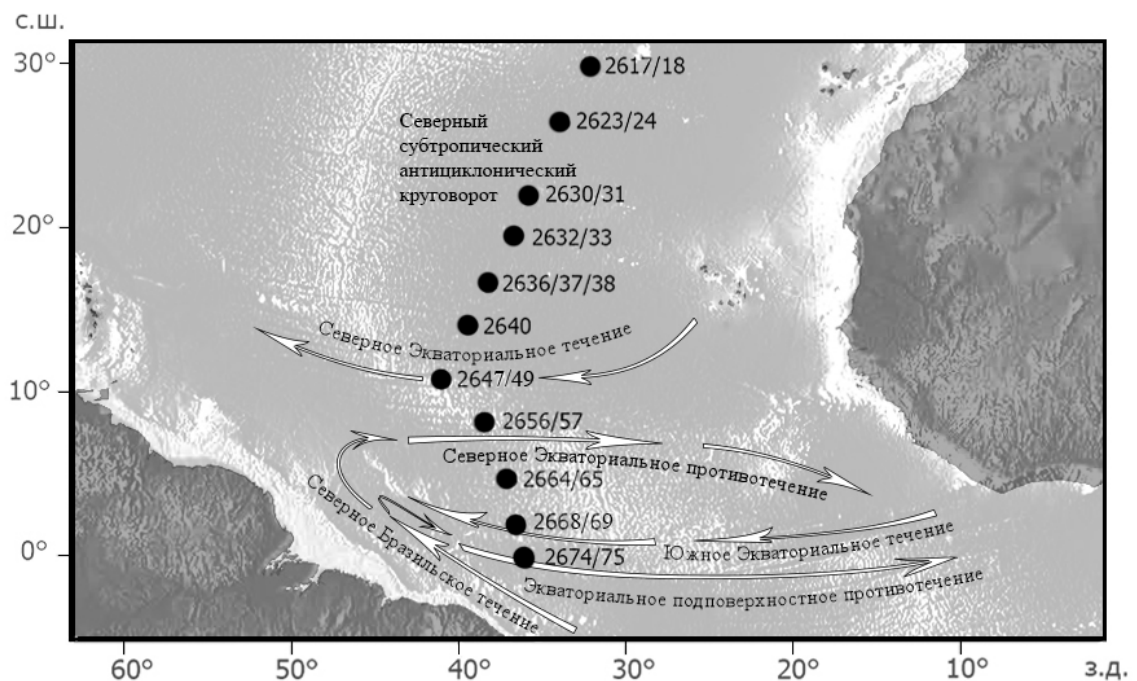 с.ш.
30°
2617/18
2623/24
Северный
субтропический
антициклонический
круговорот
2630/31
20°
2632/33
2636/37/38
2640
Северное Экваториальное течение
2647/49
10°
2656/57
Северное Экваториальное противотечение
2664/65
Северное Бразильское течение
2668/69
Южное Экваториальное течение
0°
2674/75
Экваториальное подповерхностное противотечение
60°
50°
40°
30°
20°
10°
з.д.